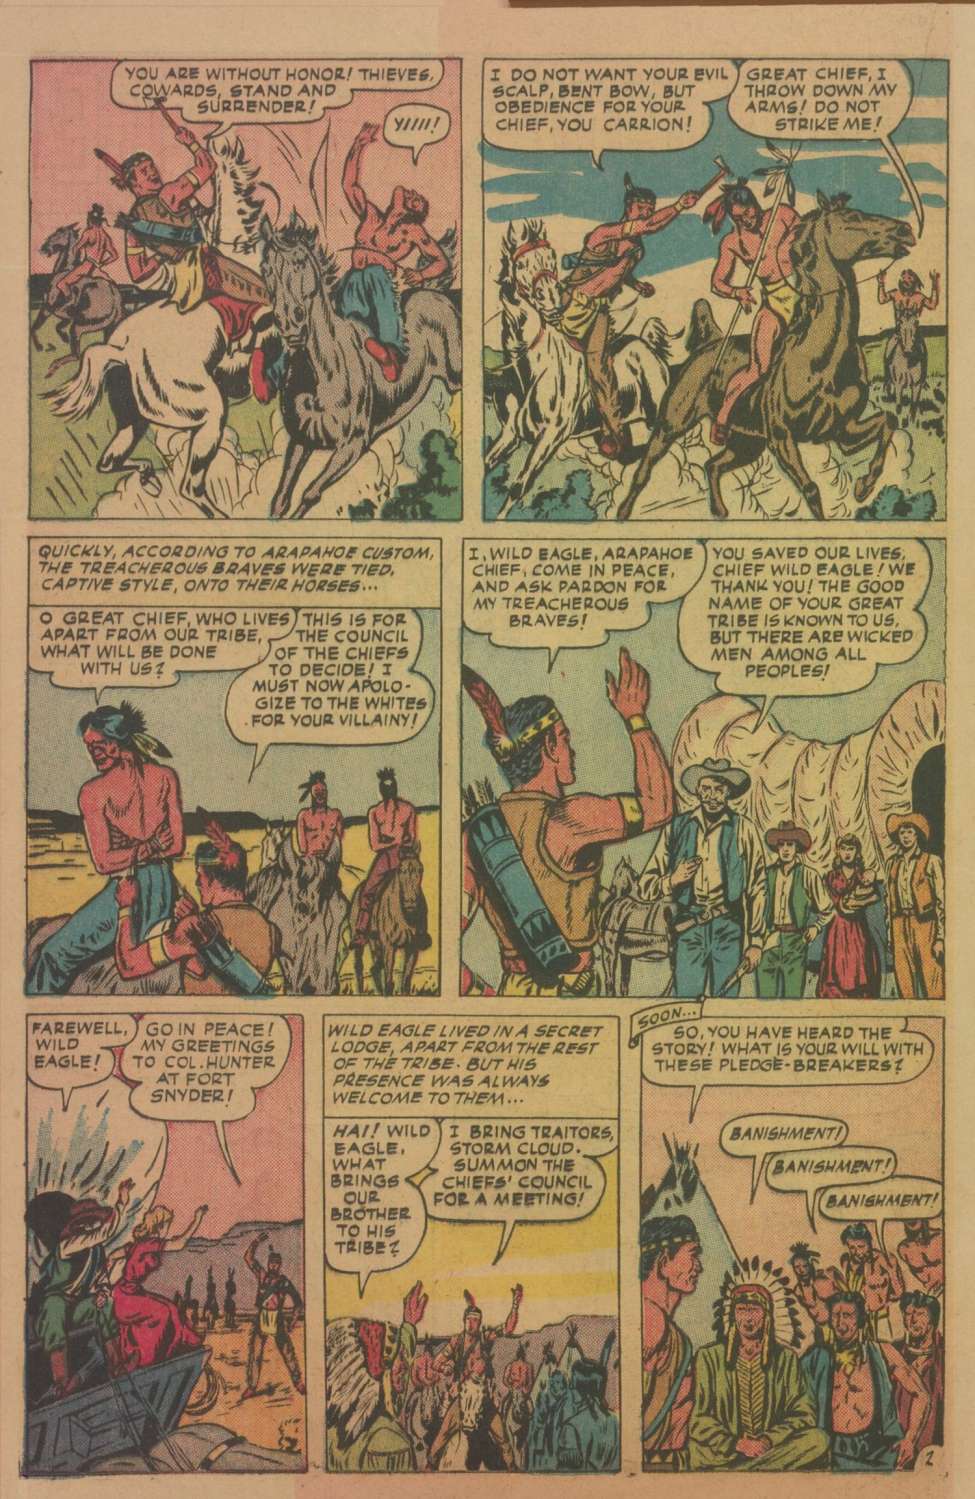 YOU ARE WITHOUT HONOR! THIEVES,
COWARDS, STAND AND
SURRENDER!
YIIIII!
I DO NOT WANT YOUR EVIL
SCALP, BENT BOW, BUT
OBEDIENCE FOR YOUR
CHIEF, YOU CARRION!
GREAT CHIEF, I
THROW DOWN MY
ARMS! DO NOT
STRIKE ME!
QUICKLY, ACCORDING TO ARAPAHOE CUSTOM,
THE TREACHEROUS BRAVES WERE TIED,
CAPTIVE STYLE, ONTO THEIR HORSES...
O GREAT CHIEF, WHO LIVES
APART FROM OUR TRIBE,
WHAT WILL BE DONE
WITH US?
THIS IS FOR
THE COUNCIL
OF THE CHIEFS
TO DECIDE! I
MUST NOW APOLO-
GIZE TO THE WHITES
FOR YOUR VILLAINY!
I, WILD EAGLE, ARAPAHOE
CHIEF, COME IN PEACE,
AND ASK PARDON FOR
MY TREACHEROUS
BRAVES!
YOU SAVED OUR LIVES,
CHIEF WILD EAGLE! WE
THANK YOU! THE GOOD
NAME OF YOUR GREAT
TRIBE IS KNOWN TO US,
BUT THERE ARE WICKED
MEN AMONG ALL
PEOPLES!
FAREWELL,
WILD
EAGLE!
GO IN PEACE!
MY GREETINGS
TO COL. HUNTER
AT FORT
SNYDER!
WILD EAGLE LIVED IN A SECRET
LODGE, APART FROM THE REST
OF THE TRIBE. BUT HIS
PRESENCE WAS ALWAYS
WELCOME TO THEM...
HAI! WILD
EAGLE,
WHAT
BRINGS
OUR
BROTHER
TO HIS
TRIBE?
I BRING TRAITORS,
STORM CLOUD.
SUMMON THE
CHIEFS' COUNCIL
FOR A MEETING!
SOON...
SO, YOU HAVE HEARD THE
STORY! WHAT IS YOUR WILL WITH
THESE PLEDGE-BREAKERS?
BANISHMENT!
BANISHMENT!
BANISHMENT!
2